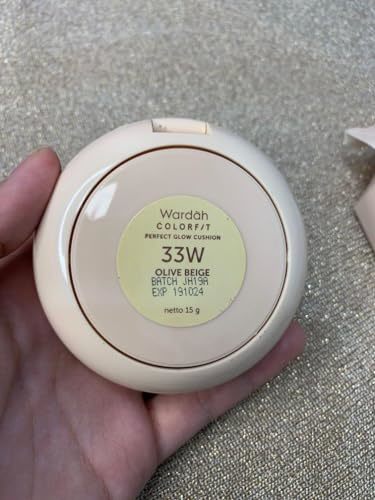 Wardah
COLORFIT
PERFECT GLOW CUSHION
33W
OLIVE BEIGE
BATCH JH19A
EXP 191024
netto 15 g